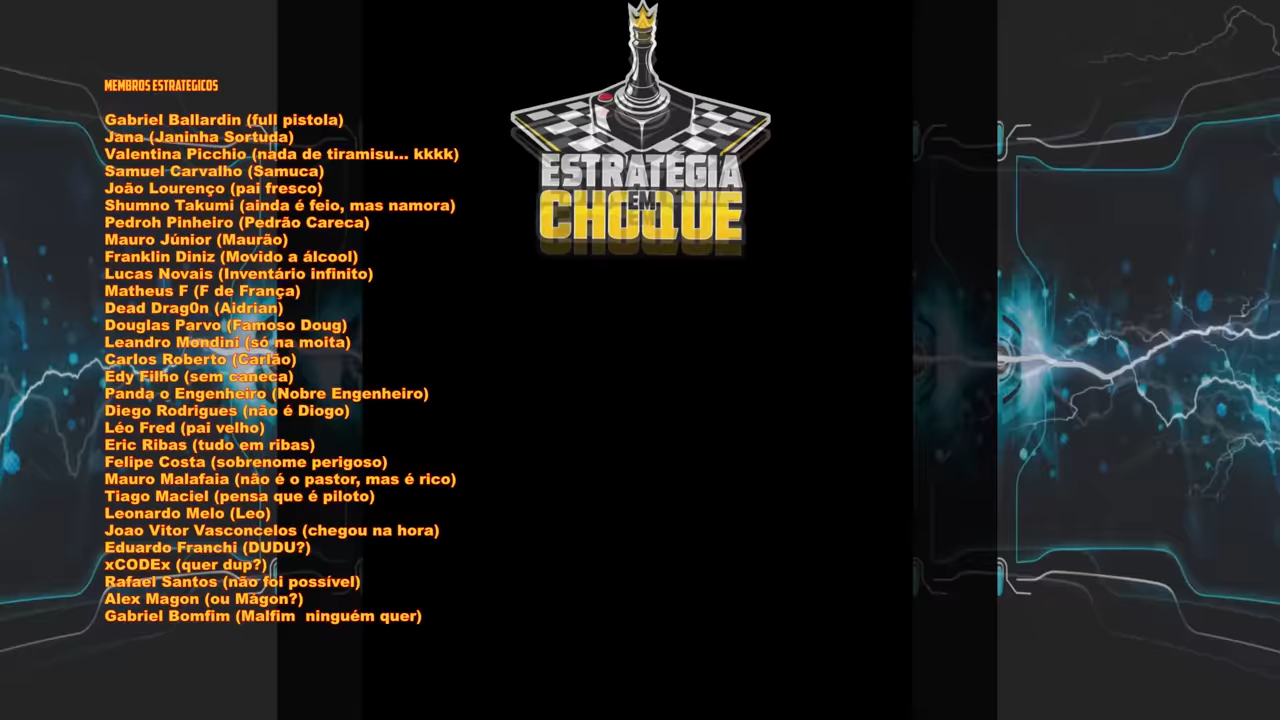 MEMBROS ESTRATEGICOS
Gabriel Ballardin (full pistola)
Jana (Janinha Sortuda)
Valentina Picchio (nada de tiramisu... kkkk)
Samuel Carvalho (Samuca)
João Lourenço (pai fresco)
Shumno Takumi (ainda é feio, mas namora)
Pedroh Pinheiro (Pedrão Careca)
Mauro Júnior (Maurão)
Franklin Diniz (Movido a álcool)
Lucas Novais (Inventário infinito)
Matheus F (F de França)
Dead Drag0n (Aidrian)
Douglas Parvo (Famoso Doug)
Leandro Mondini (só na moita)
Carlos Roberto (Carlão)
Edy Filho (sem caneca)
Panda o Engenheiro (Nobre Engenheiro)
Diego Rodrigues (não é Diogo)
Léo Fred (pai velho)
Eric Ribas (tudo em ribas)
Felipe Costa (sobrenome perigoso)
Mauro Malafaia (não é o pastor, mas é rico)
Tiago Maciel (pensa que é piloto)
Leonardo Melo (Leo)
Joao Vitor Vasconcelos (chegou na hora)
Eduardo Franchi (DUDU?)
xCODEx (quer dup?)
Rafael Santos (não foi possível)
Alex Magon (ou Mágon?)
Gabriel Bomfim (Malfim  ninguém quer)
ESTRATÉGIA
EM
CHOQUE